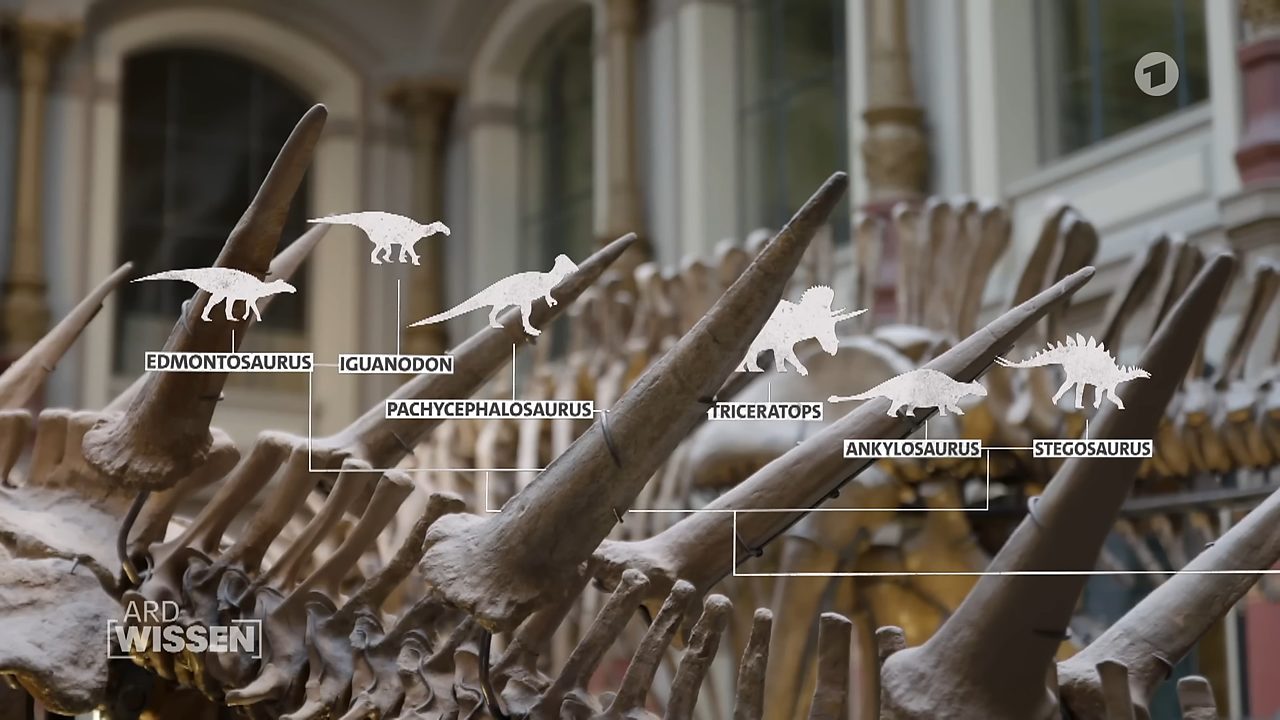 1
EDMONTOSAURUS
IGUANODON
PACHYCEPHALOSAURUS
TRICERATOPS
ANKYLOSAURUS
STEGOSAURUS
ARD
WISSEN